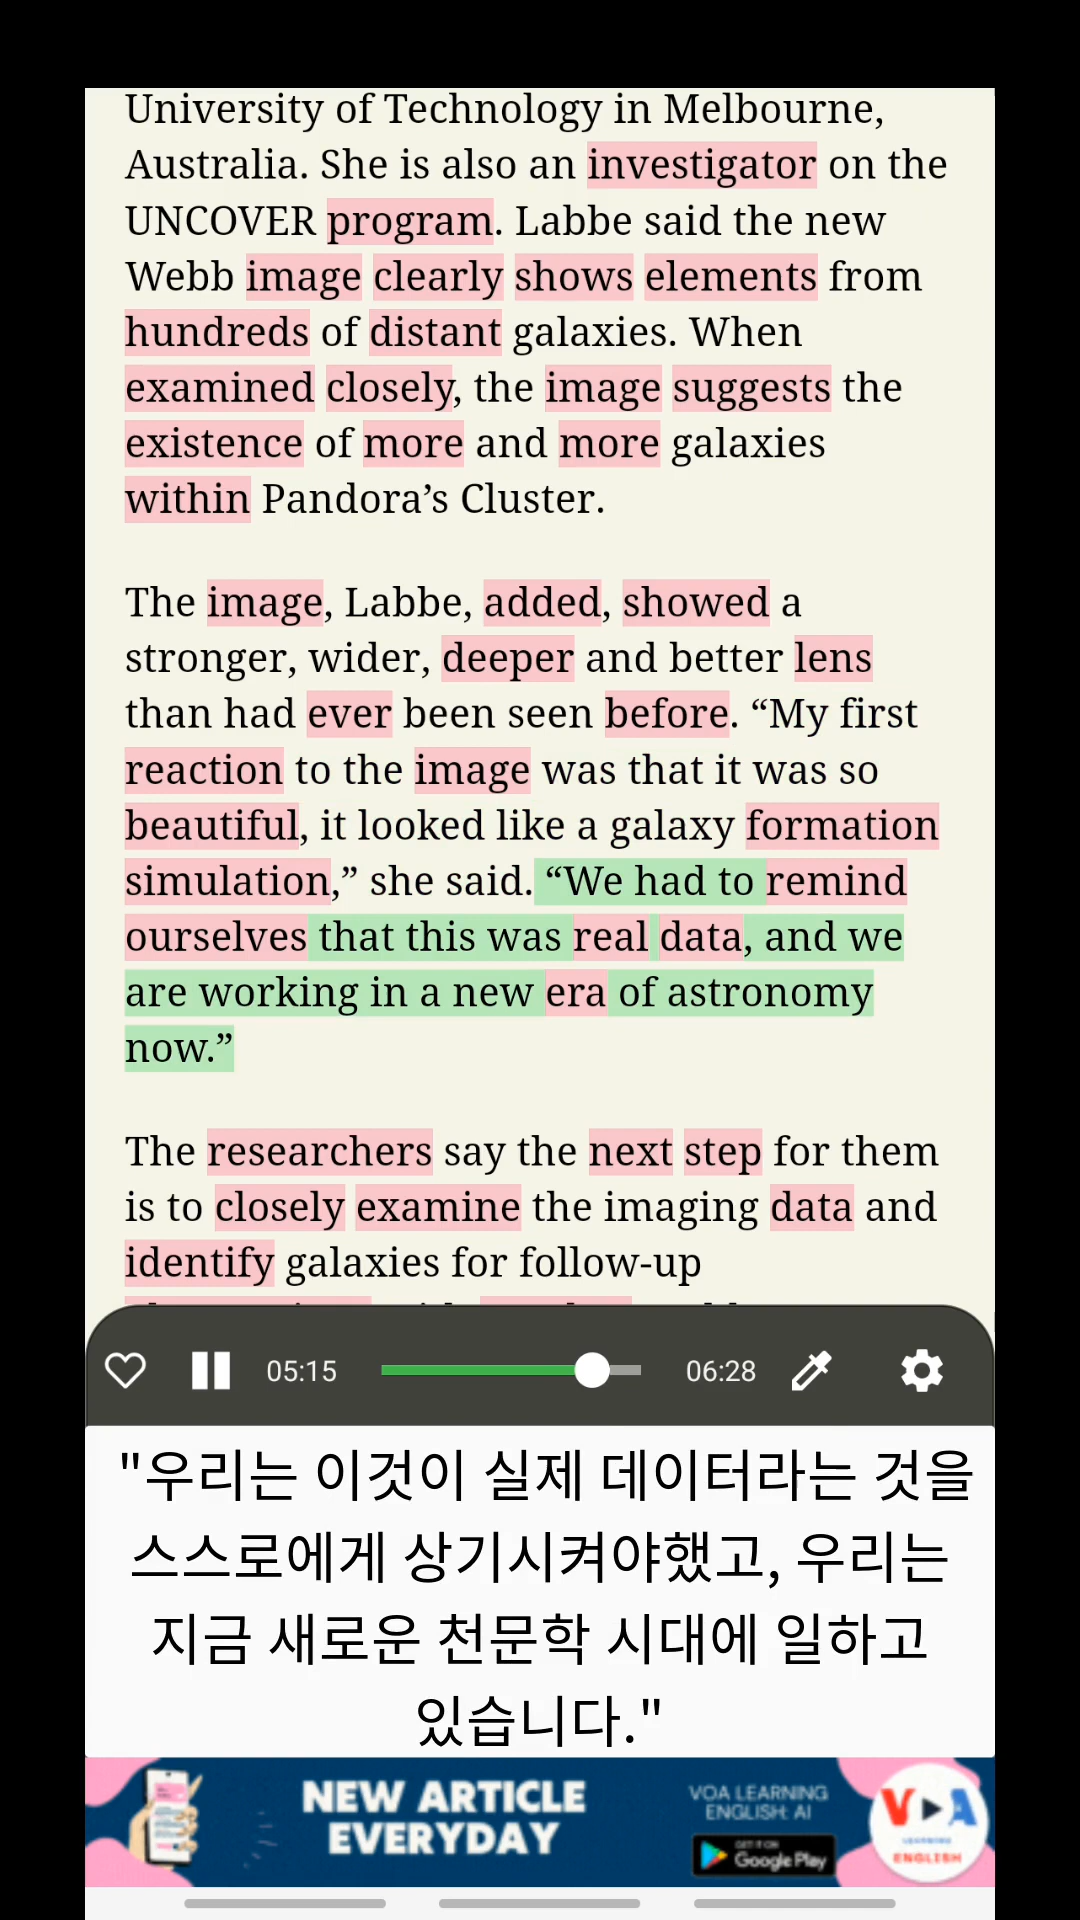 University of Technology in Melbourne,
Australia. She is also an investigator on the
UNCOVER program. Labbe said the new
Webb image clearly shows elements from
hundreds of distant galaxies. When
examined closely, the image suggests the
existence of more and more galaxies
within Pandora’s Cluster.
The image, Labbe, added, showed a
stronger, wider, deeper and better lens
than had ever been seen before. “My first
reaction to the image was that it was so
beautiful, it looked like a galaxy formation
simulation,” she said. “We had to remind
ourselves that this was real data, and we
are working in a new era of astronomy
now.”
The researchers say the next step for them
is to closely examine the imaging data and
identify galaxies for follow-up
05:15
06:28
"우리는 이것이 실제 데이터라는 것을
스스로에게 상기시켜야했고, 우리는
지금 새로운 천문학 시대에 일하고
있습니다."
NEW ARTICLE
EVERYDAY
VOA LEARNING
ENGLISH: AI
GET IT ON
Google Play
VOA
LEARNING
ENGLISH